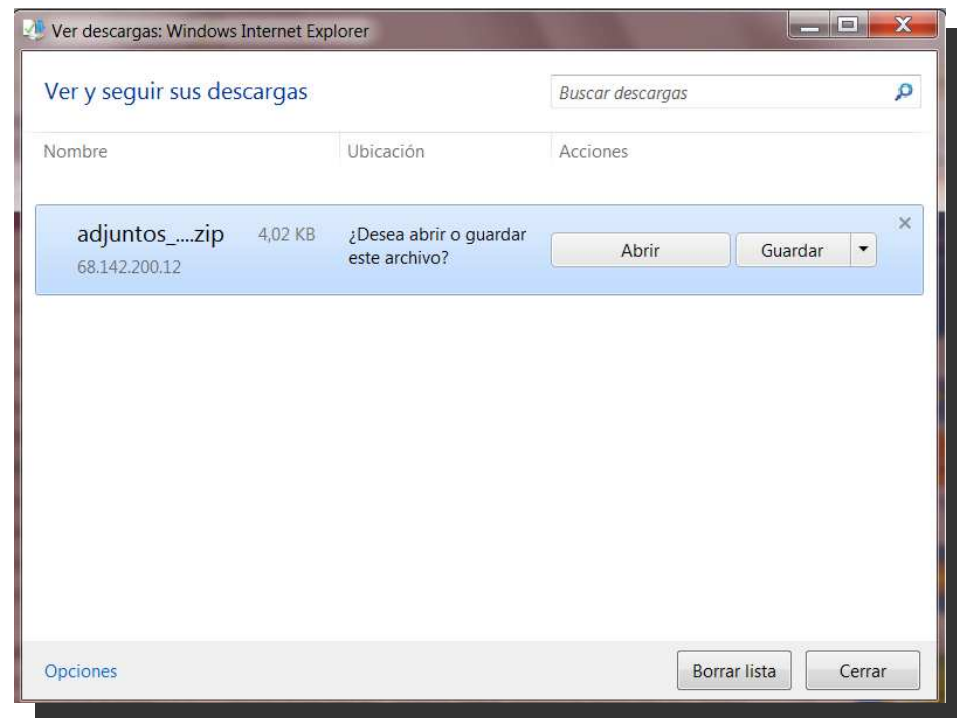 Ver descargas: Windows Internet Explorer
Ver y seguir sus descargas
Buscar descargas
Nombre
Ubicación
Acciones
adjuntos_....zip
4,02 KB
68.142.200.12
¿Desea abrir o guardar
este archivo?
Abrir
Guardar
Opciones
Borrar lista
Cerrar